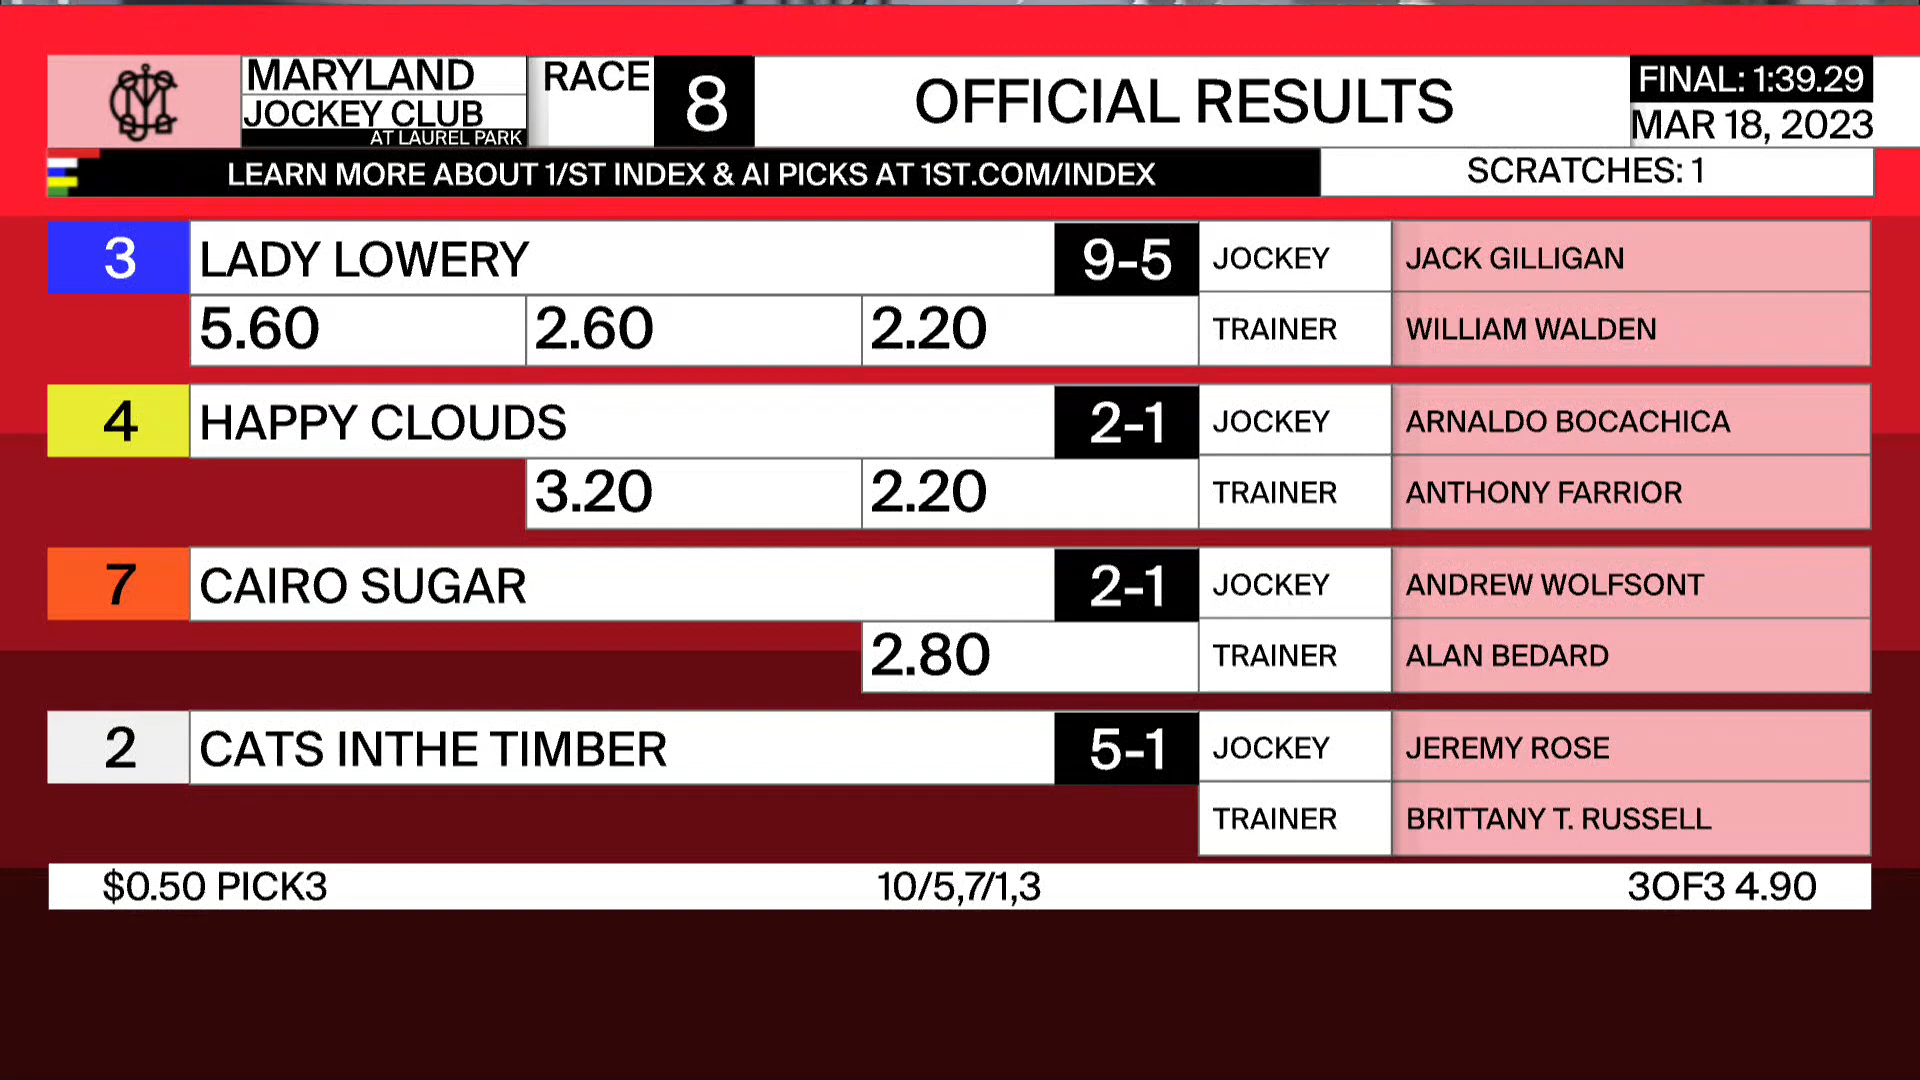 MARYLAND
JOCKEY CLUB
AT LAUREL PARK
RACE 8
OFFICIAL RESULTS
FINAL: 1:39.29
MAR 18, 2023
LEARN MORE ABOUT 1/ST INDEX & AI PICKS AT 1ST.COM/INDEX
SCRATCHES: 1
3 LADY LOWERY 9-5 JOCKEY JACK GILLIGAN
5.60 2.60 2.20 TRAINER WILLIAM WALDEN
4 HAPPY CLOUDS 2-1 JOCKEY ARNALDO BOCACHICA
3.20 2.20 TRAINER ANTHONY FARRIOR
7 CAIRO SUGAR 2-1 JOCKEY ANDREW WOLFSONT
2.80 TRAINER ALAN BEDARD
2 CATS INTHE TIMBER 5-1 JOCKEY JEREMY ROSE
TRAINER BRITTANY T. RUSSELL
$0.50 PICK3 10/5,7/1,3 3OF3 4.90